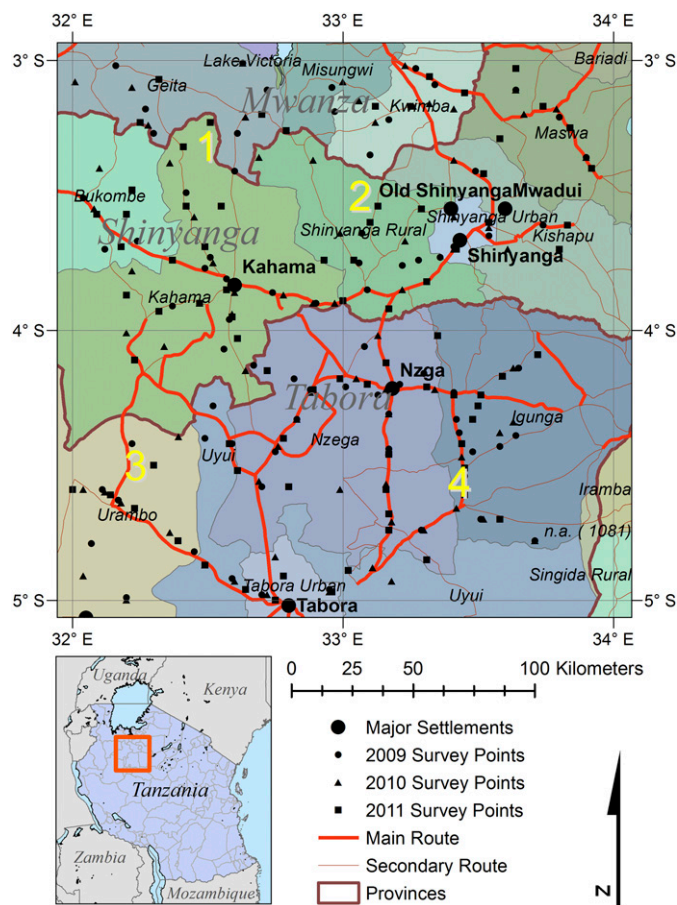 32° E 33° E 34° E
3° S 3° S
Lake Victoria
Misungwi
Bariadi
Geita
Mwanza
Kwimba
Maswa
1
2
Old Shinyanga Mwadui
Bukombe
Shinyanga
Shinyanga Rural
Shinyanga Urban
Kishapu
Shinyanga
Kahama
Kahama
4° S 4° S
Nzga
Tabora
Igunga
Nzega
Uyui
3
4
Iramba
Urambo
n.a. ( 1081)
Singida Rural
Tabora Urban
Uyui
Tabora
5° S 5° S
32° E 33° E 34° E
Uganda
Kenya
Tanzania
Zambia
Mozambique
0 25 50 100 Kilometers
Major Settlements
2009 Survey Points
2010 Survey Points
2011 Survey Points
Main Route
Secondary Route
Provinces
N